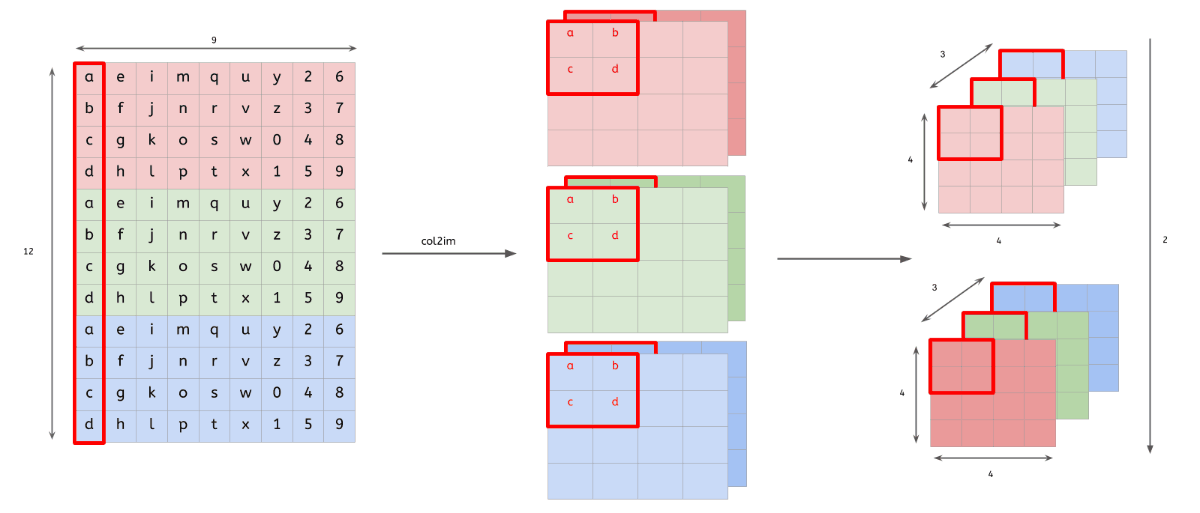 9
12
a e i m q u y 2 6
b f j n r v z 3 7
c g k o s w 0 4 8
d h l p t x 1 5 9
a e i m q u y 2 6
b f j n r v z 3 7
c g k o s w 0 4 8
d h l p t x 1 5 9
a e i m q u y 2 6
b f j n r v z 3 7
c g k o s w 0 4 8
d h l p t x 1 5 9
col2im
a b
c d
a b
c d
a b
c d
3
4
4
3
4
4
2